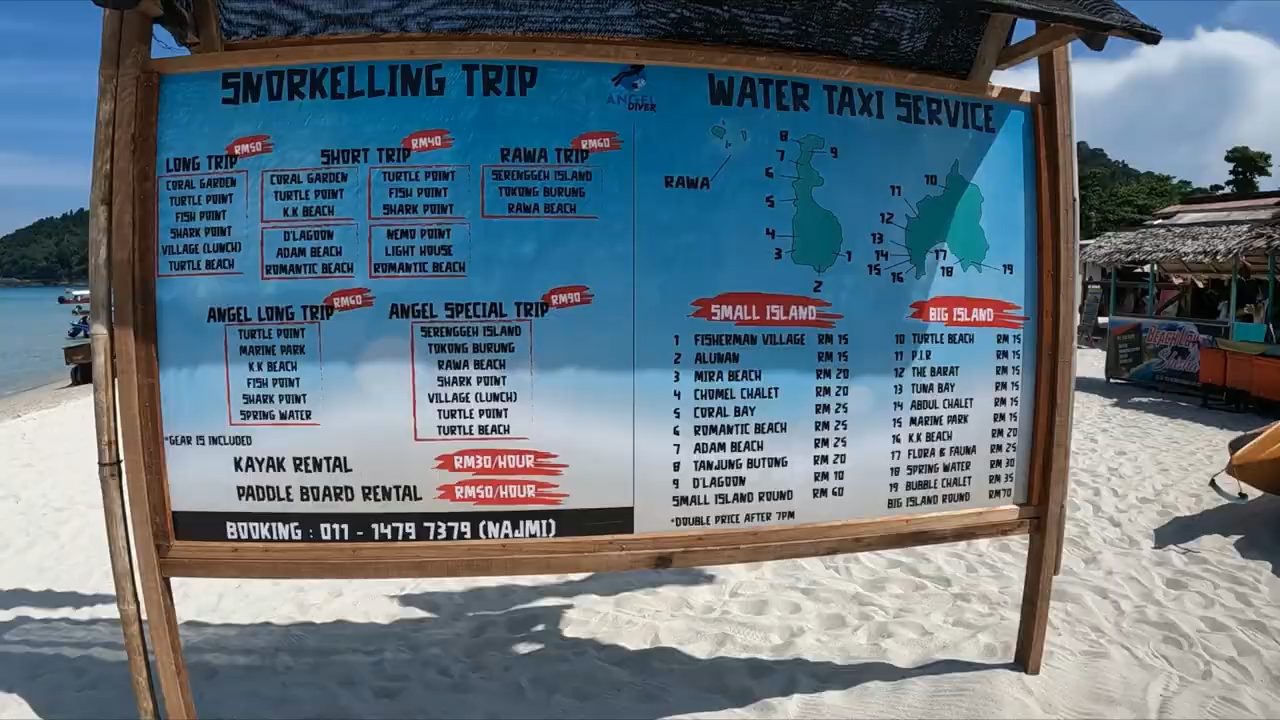 SNORKELLING TRIP
LONG TRIP RM50
CORAL GARDEN
TURTLE POINT
FISH POINT
SHARK POINT
VILLAGE (LUNCH)
TURTLE BEACH
SHORT TRIP RM40
CORAL GARDEN
TURTLE POINT
K.K BEACH
D'LAGOON
ADAM BEACH
ROMANTIC BEACH
TURTLE POINT
FISH POINT
SHARK POINT
NEMO POINT
LIGHT HOUSE
ROMANTIC BEACH
RAWA TRIP RM60
SERENGGEH ISLAND
TOKONG BURUNG
RAWA BEACH
ANGEL LONG TRIP RM60
TURTLE POINT
MARINE PARK
K.K BEACH
FISH POINT
SHARK POINT
SPRING WATER
ANGEL SPECIAL TRIP RM90
SERENGGEH ISLAND
TOKONG BURUNG
RAWA BEACH
SHARK POINT
VILLAGE (LUNCH)
TURTLE POINT
TURTLE BEACH
*GEAR IS INCLUDED
KAYAK RENTAL RM30/HOUR
PADDLE BOARD RENTAL RM50/HOUR
BOOKING : 011 - 1479 7379 (NAJMI)
ANGEL
DIVER
WATER TAXI SERVICE
RAWA
8
7
9
6
5
4
3
1
2
10
11
12
13
14
15
16
17
18
19
SMALL ISLAND
1 FISHERMAN VILLAGE RM 15
2 ALUNAN RM 15
3 MIRA BEACH RM 20
4 CHOMEL CHALET RM 20
5 CORAL BAY RM 25
6 ROMANTIC BEACH RM 25
7 ADAM BEACH RM 25
8 TANJUNG BUTONG RM 20
9 D'LAGOON RM 10
SMALL ISLAND ROUND RM 60
*DOUBLE PRICE AFTER 7PM
BIG ISLAND
10 TURTLE BEACH RM 15
11 P.I.R RM 15
12 THE BARAT RM 15
13 TUNA BAY RM 15
14 ABDUL CHALET RM 15
15 MARINE PARK RM 15
16 K.K BEACH RM 20
17 FLORA & FAUNA RM 25
18 SPRING WATER RM 30
19 BUBBLE CHALET RM 35
BIG ISLAND ROUND RM70